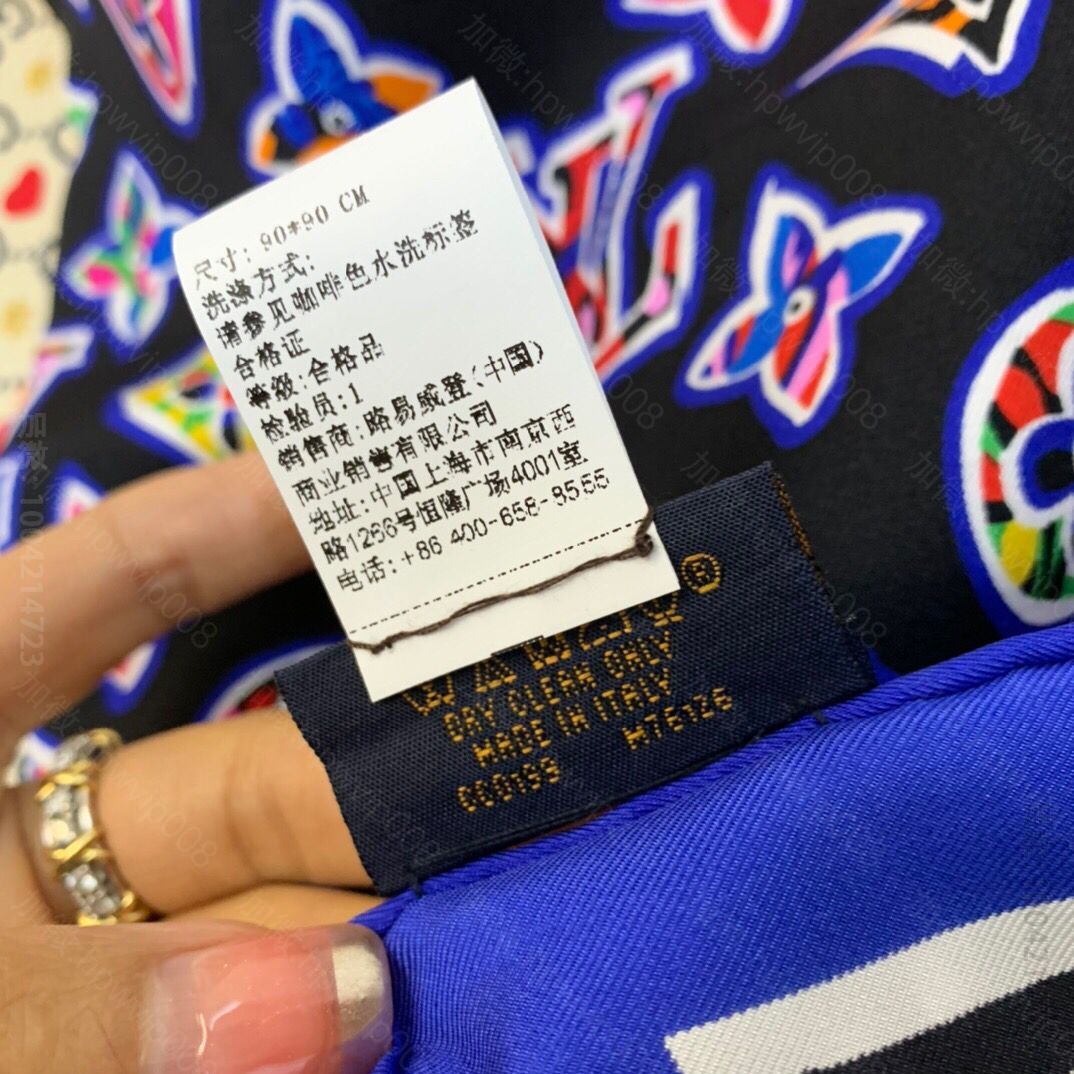 尺寸: 90*90 CM
洗涤方式:
请参见咖啡色水洗标签
合格证
等级:合格品
检验员:1
销售商:路易威登(中国)
商业销售有限公司
地址:中国上海市南京西
路1266号恒隆广场4001室
电话:+86 400-658-8555
®
DRY CLEAN ONLY
MADE IN ITALY
M76126
加微:hpwvip008